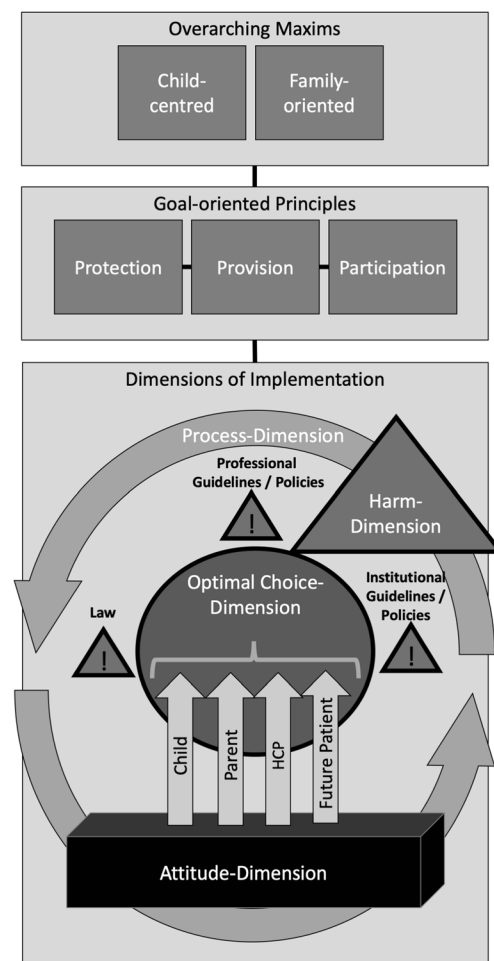 Overarching Maxims
Child-
centred
Family-
oriented
Goal-oriented Principles
Protection
Provision
Participation
Dimensions of Implementation
Process-Dimension
Professional
Guidelines / Policies
!
Harm-
Dimension
Optimal Choice-
Dimension
Institutional
Guidelines /
Policies
!
Law
!
Child
Parent
HCP
Future Patient
Attitude-Dimension